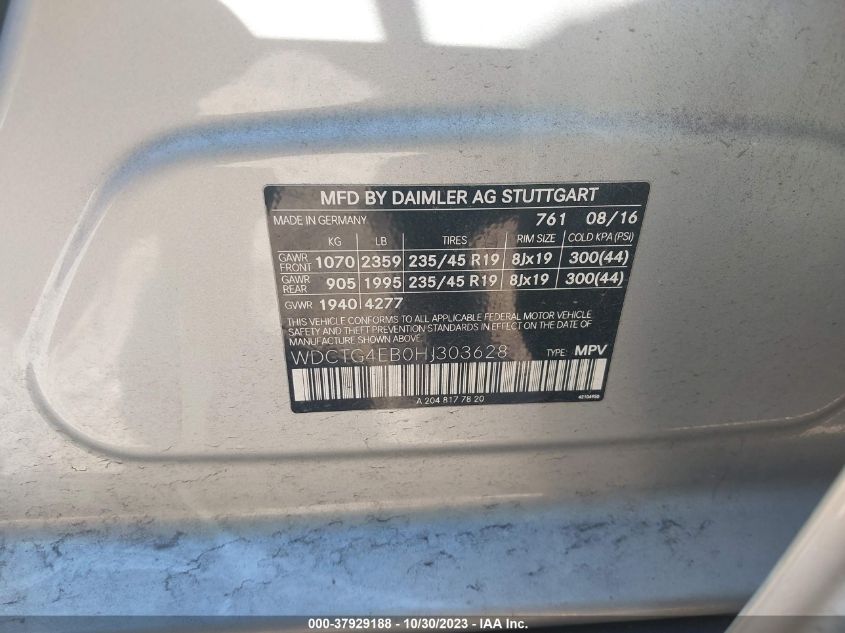 MFD BY DAIMLER AG STUTTGART
MADE IN GERMANY 761 08/16
KG LB TIRES RIM SIZE COLD KPA (PSI)
GAWR FRONT 1070 2359 235/45 R19 8Jx19 300(44)
GAWR REAR 905 1995 235/45 R19 8Jx19 300(44)
GVWR 1940 4277
THIS VEHICLE CONFORMS TO ALL APPLICABLE FEDERAL MOTOR VEHICLE
SAFETY AND THEFT PREVENTION STANDARDS IN EFFECT ON THE DATE OF
MANUFACTURE SHOWN ABOVE.
WDCTG4EB0HJ303628 TYPE: MPV
A 204 817 78 20
000-37929188 - 10/30/2023 - IAA Inc.